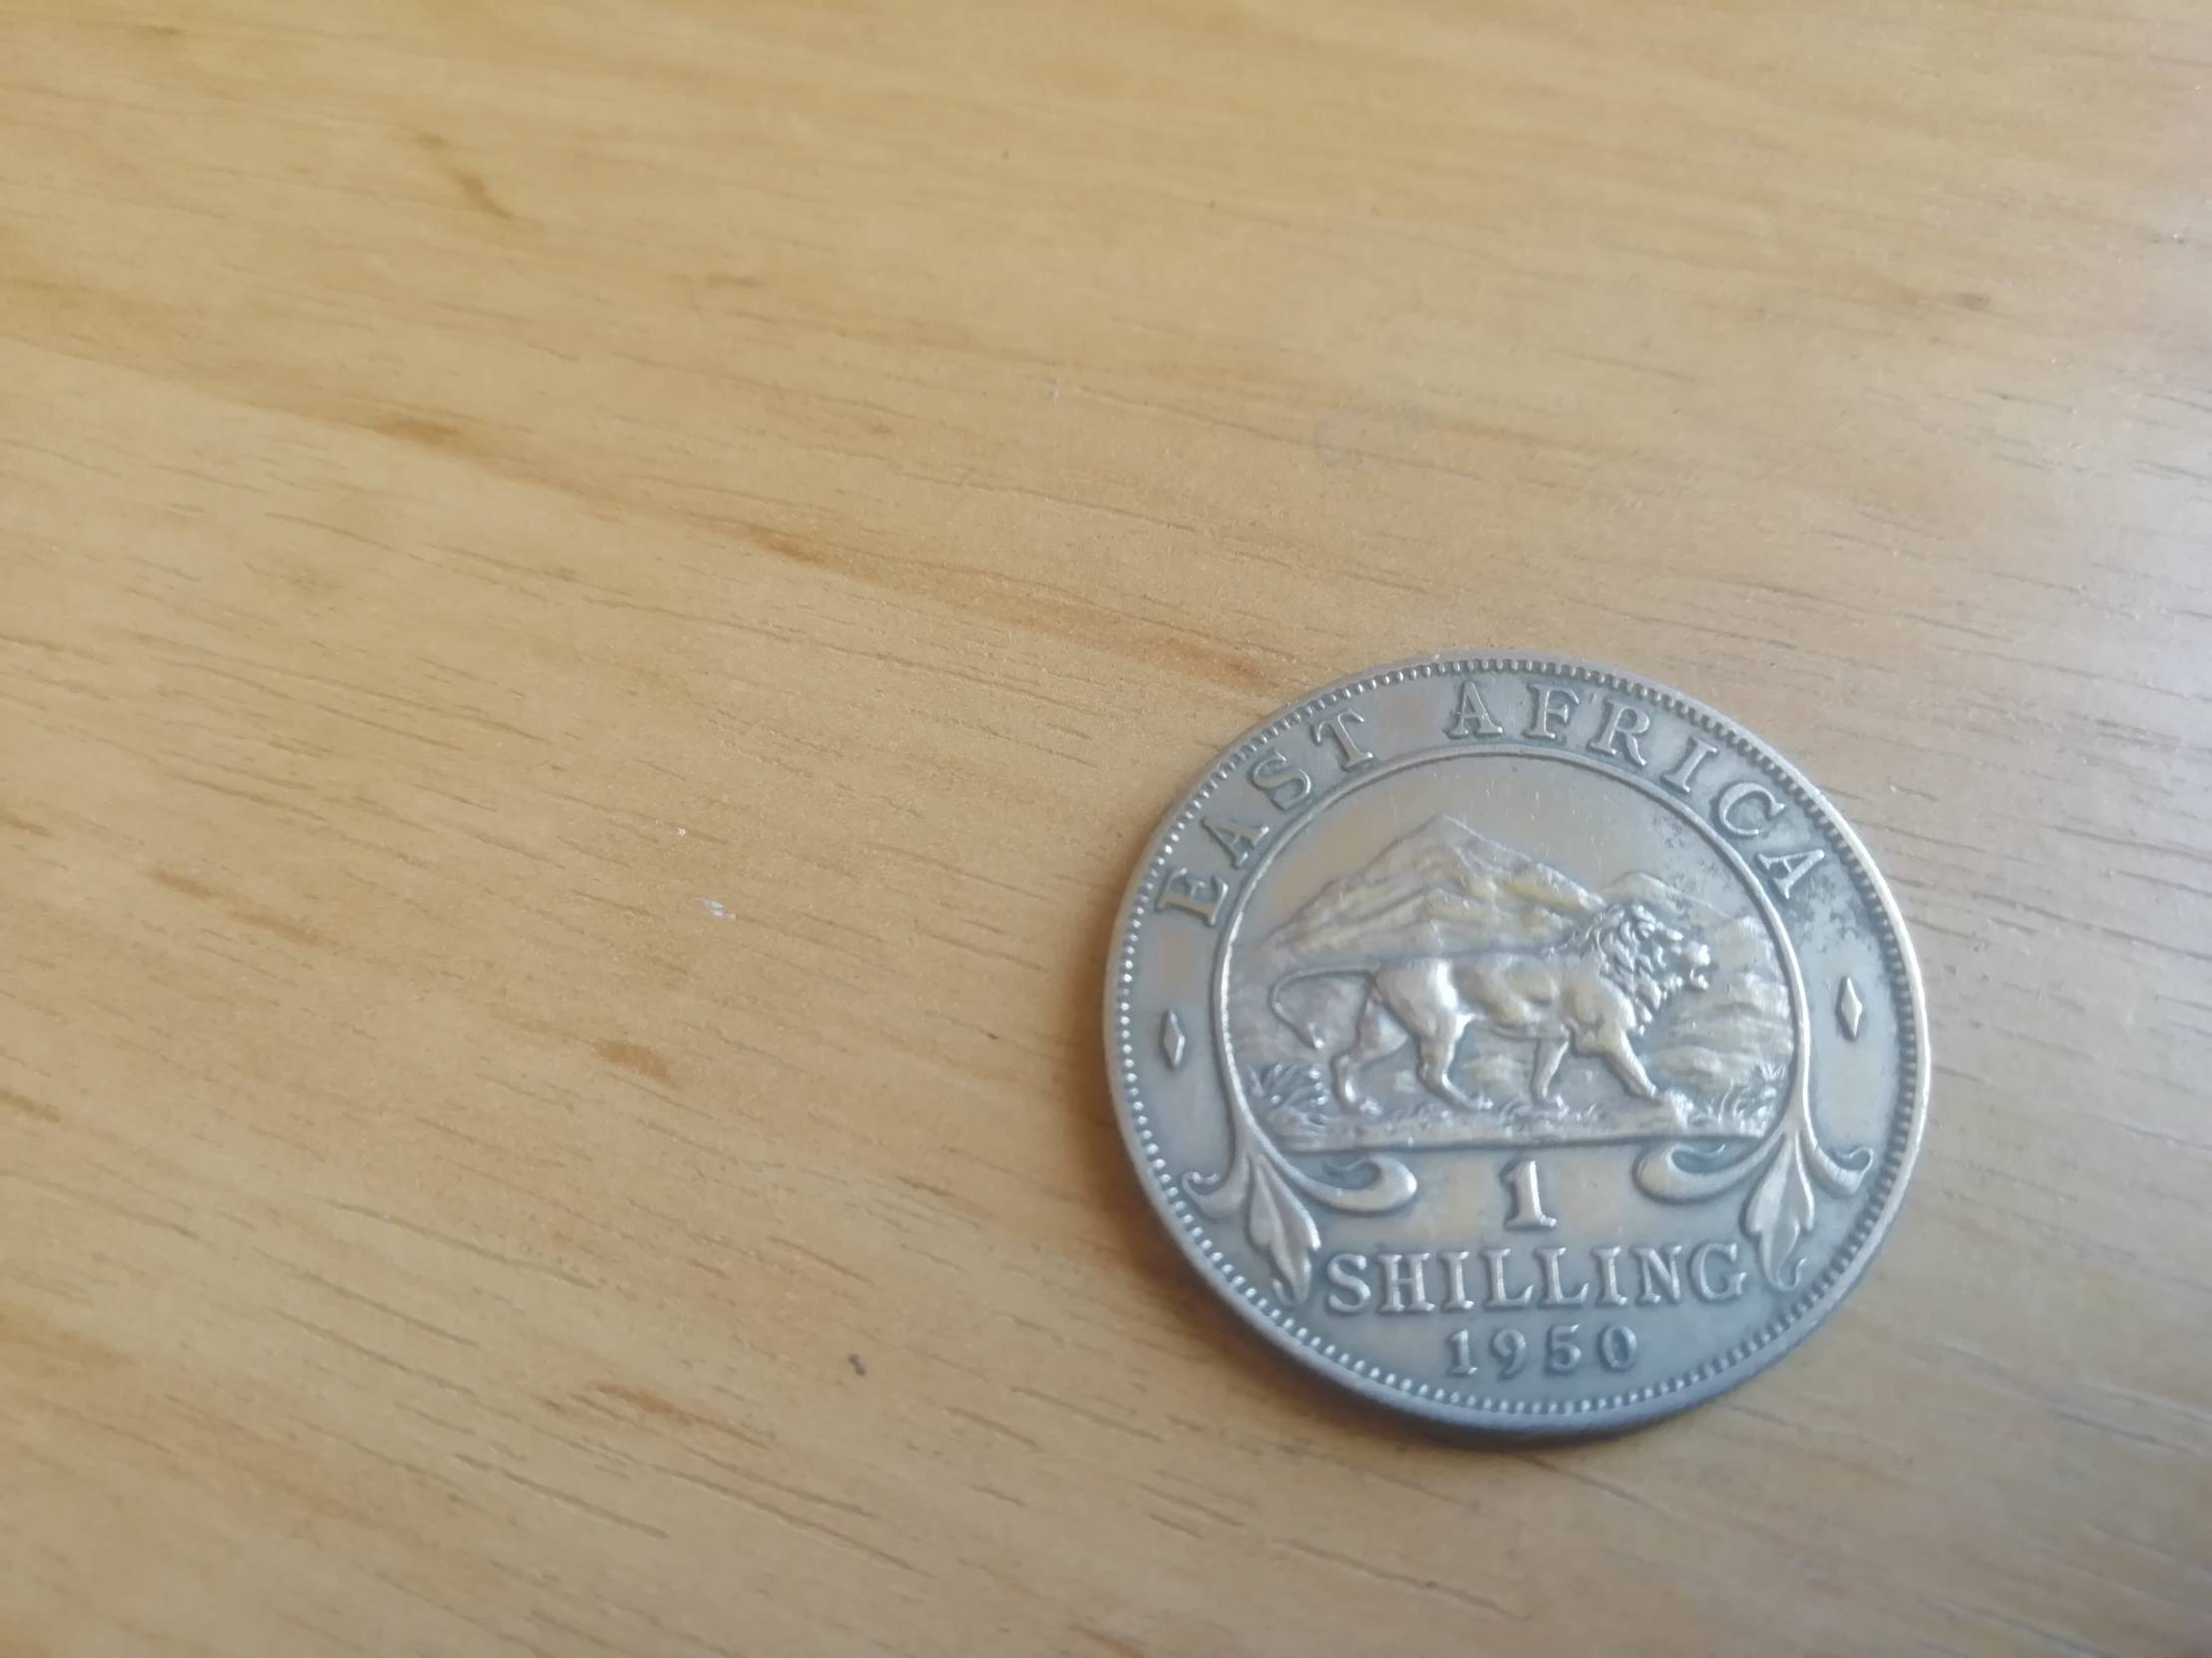 EAST AFRICA
1
SHILLING
1950